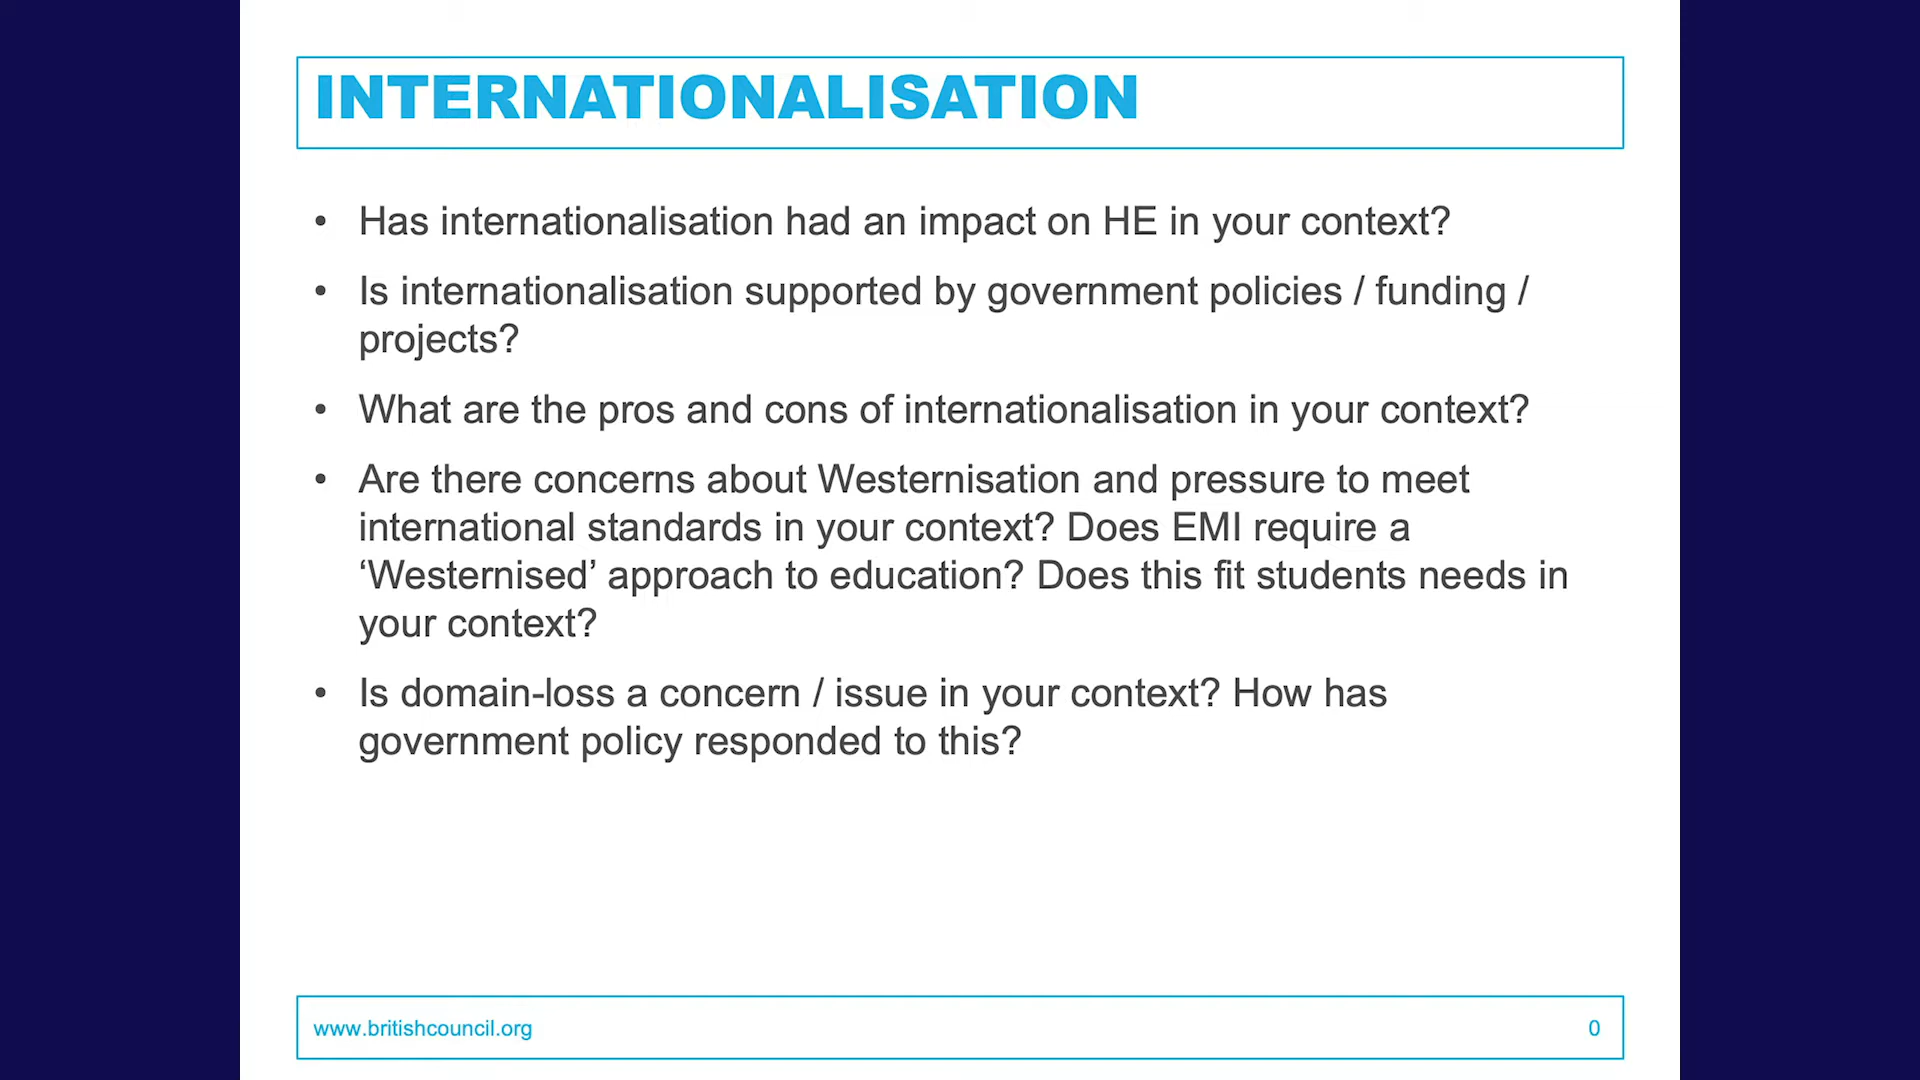 INTERNATIONALISATION
• Has internationalisation had an impact on HE in your context?
• Is internationalisation supported by government policies / funding /
projects?
• What are the pros and cons of internationalisation in your context?
• Are there concerns about Westernisation and pressure to meet
international standards in your context? Does EMI require a
‘Westernised’ approach to education? Does this fit students needs in
your context?
• Is domain-loss a concern / issue in your context? How has
government policy responded to this?
www.britishcouncil.org 0